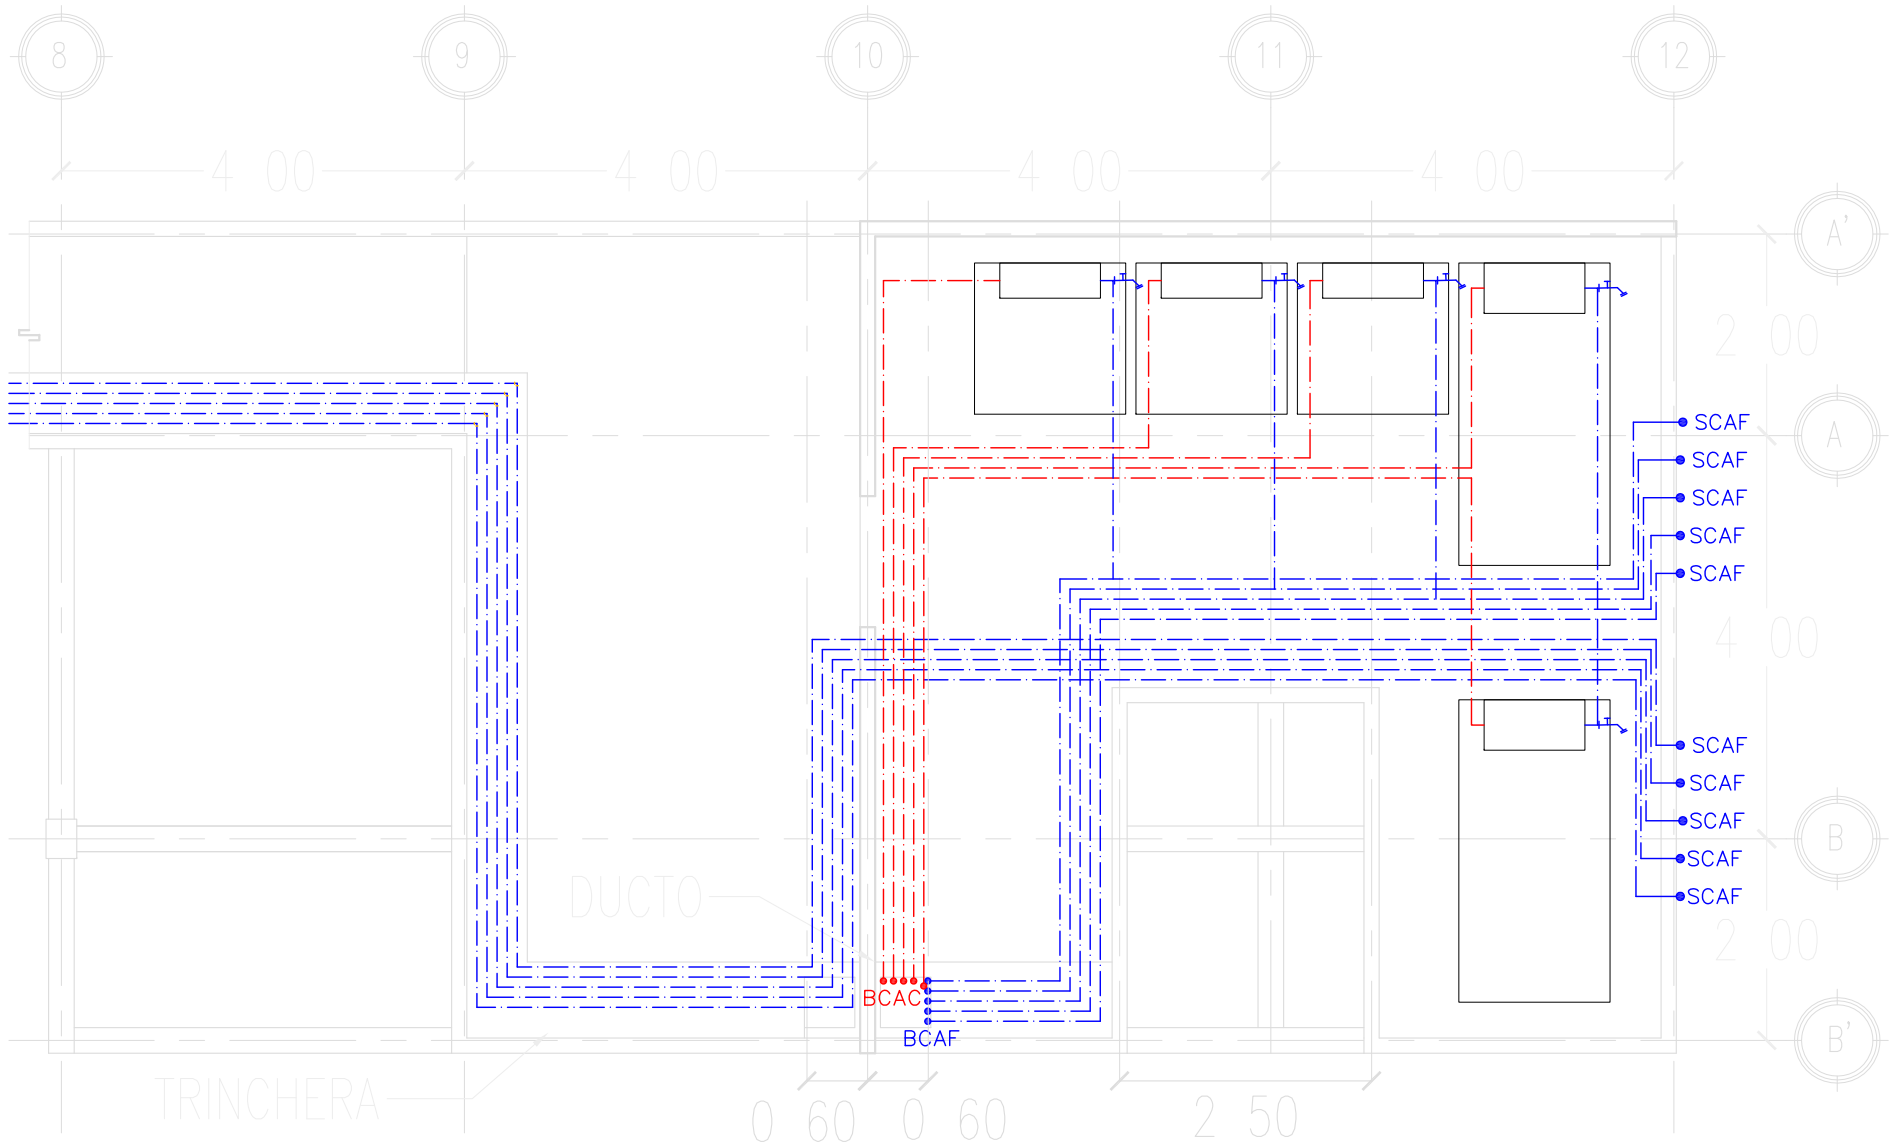 8 9 10 11 12
4 00 4 00 4 00 4 00
A'
2 00
SCAF
A
SCAF
SCAF
SCAF
SCAF
4 00
SCAF
SCAF
SCAF
B
SCAF
SCAF
DUCTO
2 00
BCAC
BCAF
B'
TRINCHERA
0 60 0 60 2 50